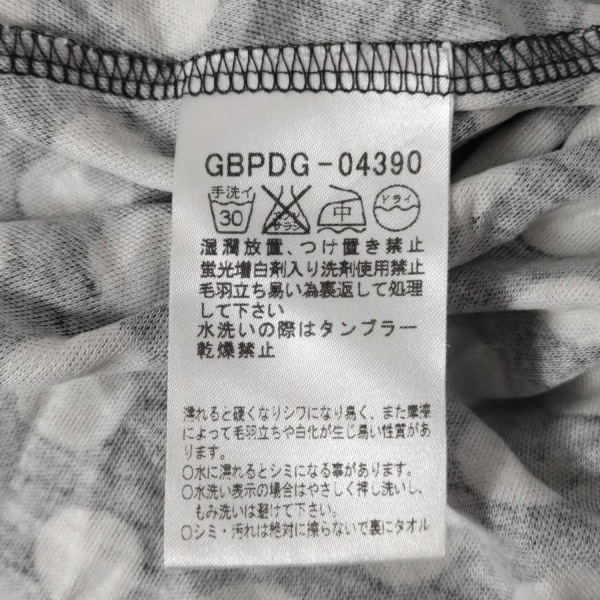 GBPDG-04390
手洗イ 30 エンソ サラシ 中 ドライ
湿潤放置、つけ置き禁止
蛍光増白剤入り洗剤使用禁止
毛羽立ち易い為裏返して処理
して下さい
水洗いの際はタンブラー
乾燥禁止
濡れると硬くなりシワになり易く、また摩擦
によって毛羽立ちや白化が生じ易い性質があ
ります。
○水に濡れるとシミになる事があります。
○水洗い表示の場合はやさしく押し洗いし、
もみ洗いは避けて下さい。
○シミ・汚れは絶対に擦らないで裏にタオル